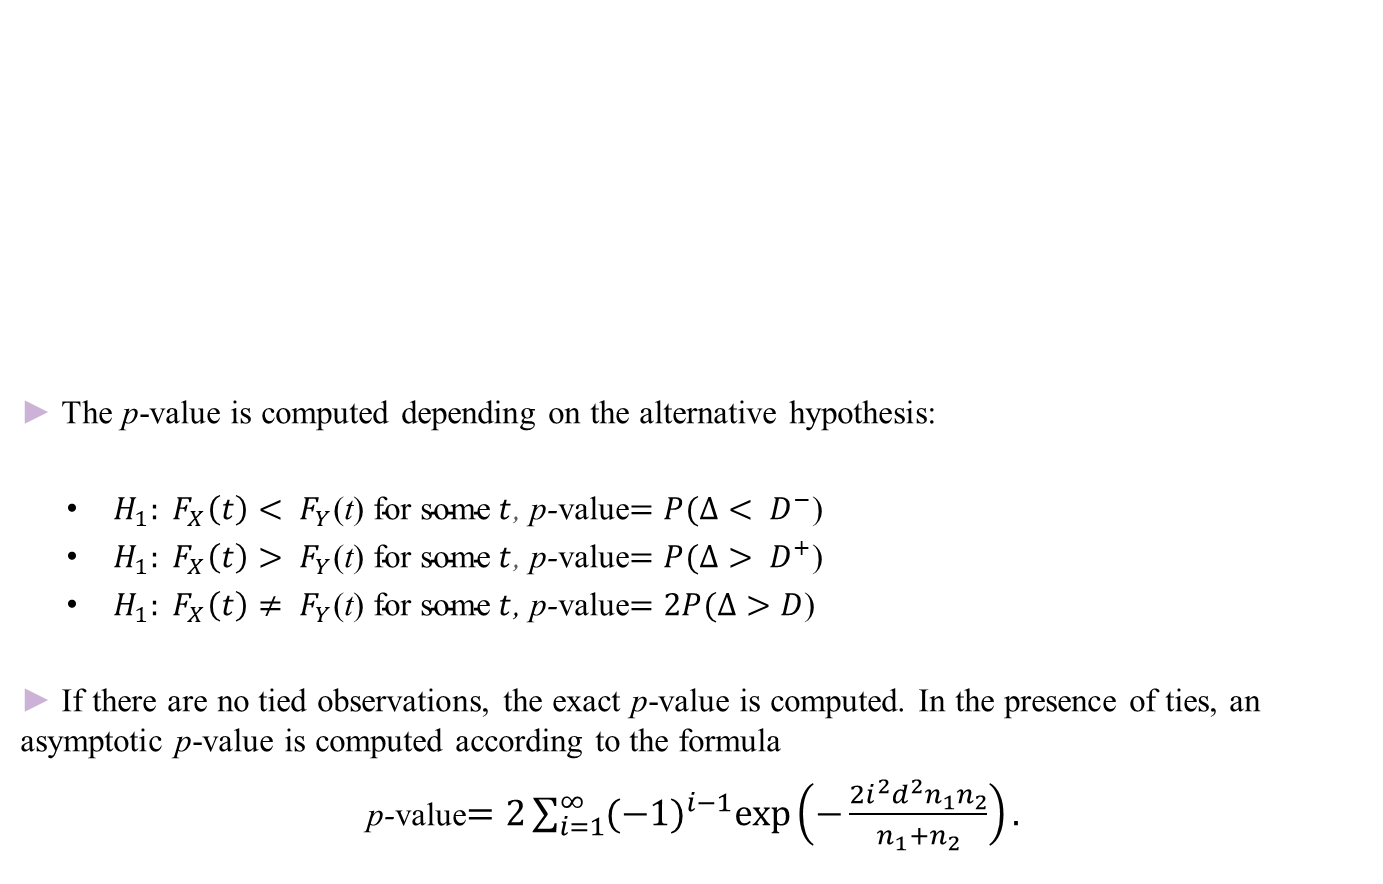 ► The p-value is computed depending on the alternative hypothesis:
• H₁: F_X(t) < F_Y(t) for some t, p-value= P(Δ < D⁻)
• H₁: F_X(t) > F_Y(t) for some t, p-value= P(Δ > D⁺)
• H₁: F_X(t) ≠ F_Y(t) for some t, p-value= 2P(Δ > D)
► If there are no tied observations, the exact p-value is computed. In the presence of ties, an
asymptotic p-value is computed according to the formula
p-value= 2 ∑_{i=1}^{∞}(−1)^{i−1}exp(−\frac{2i²d²n₁n₂}{n₁+n₂}).